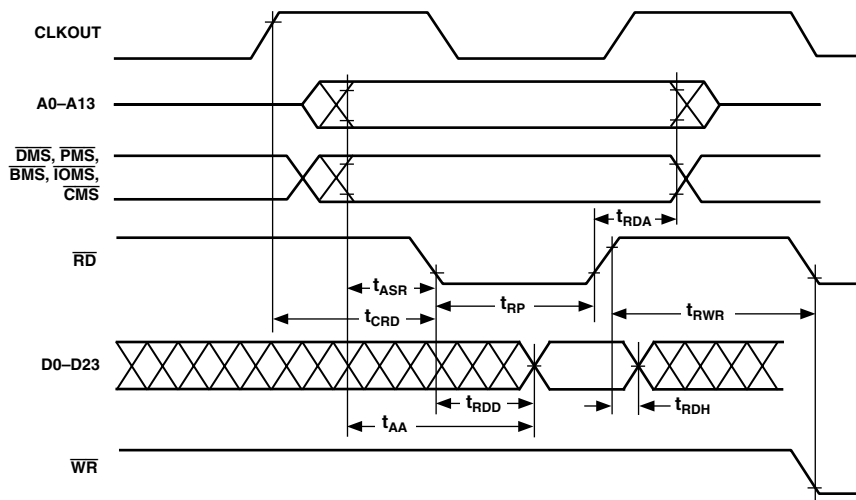 CLKOUT
A0–A13
DMS, PMS,
BMS, IOMS,
CMS
tRDA
RD
tASR
tRP
tCRD
tRWR
D0–D23
tRDD
tRDH
tAA
WR